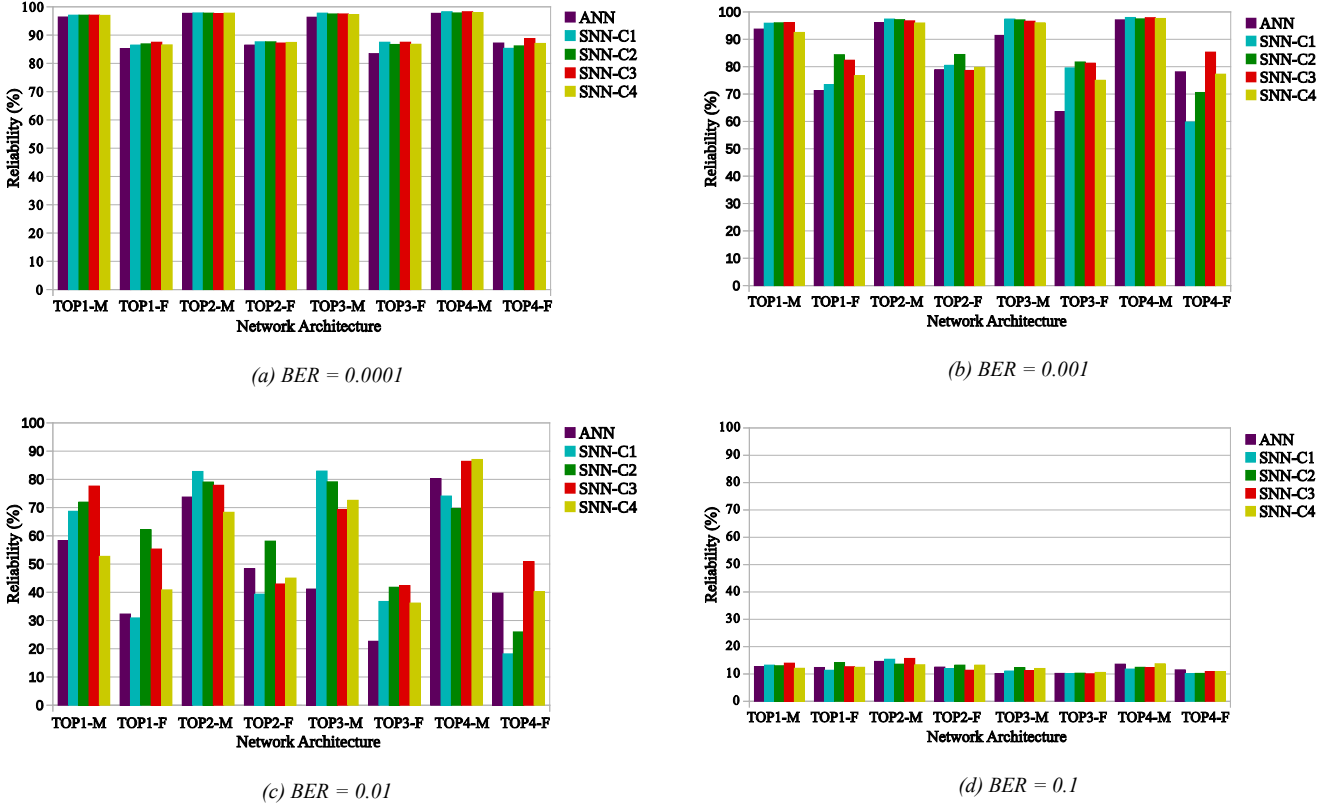 100
90
80
70
60
50
40
30
20
10
0
Reliability (%)
TOP1-M TOP1-F TOP2-M TOP2-F TOP3-M TOP3-F TOP4-M TOP4-F
Network Architecture
ANN
SNN-C1
SNN-C2
SNN-C3
SNN-C4
(a) BER = 0.0001
100
90
80
70
60
50
40
30
20
10
0
Reliability (%)
TOP1-M TOP1-F TOP2-M TOP2-F TOP3-M TOP3-F TOP4-M TOP4-F
Network Architecture
ANN
SNN-C1
SNN-C2
SNN-C3
SNN-C4
(b) BER = 0.001
100
90
80
70
60
50
40
30
20
10
0
Reliability (%)
TOP1-M TOP1-F TOP2-M TOP2-F TOP3-M TOP3-F TOP4-M TOP4-F
Network Architecture
ANN
SNN-C1
SNN-C2
SNN-C3
SNN-C4
(c) BER = 0.01
100
90
80
70
60
50
40
30
20
10
0
Reliability (%)
TOP1-M TOP1-F TOP2-M TOP2-F TOP3-M TOP3-F TOP4-M TOP4-F
Network Architecture
ANN
SNN-C1
SNN-C2
SNN-C3
SNN-C4
(d) BER = 0.1